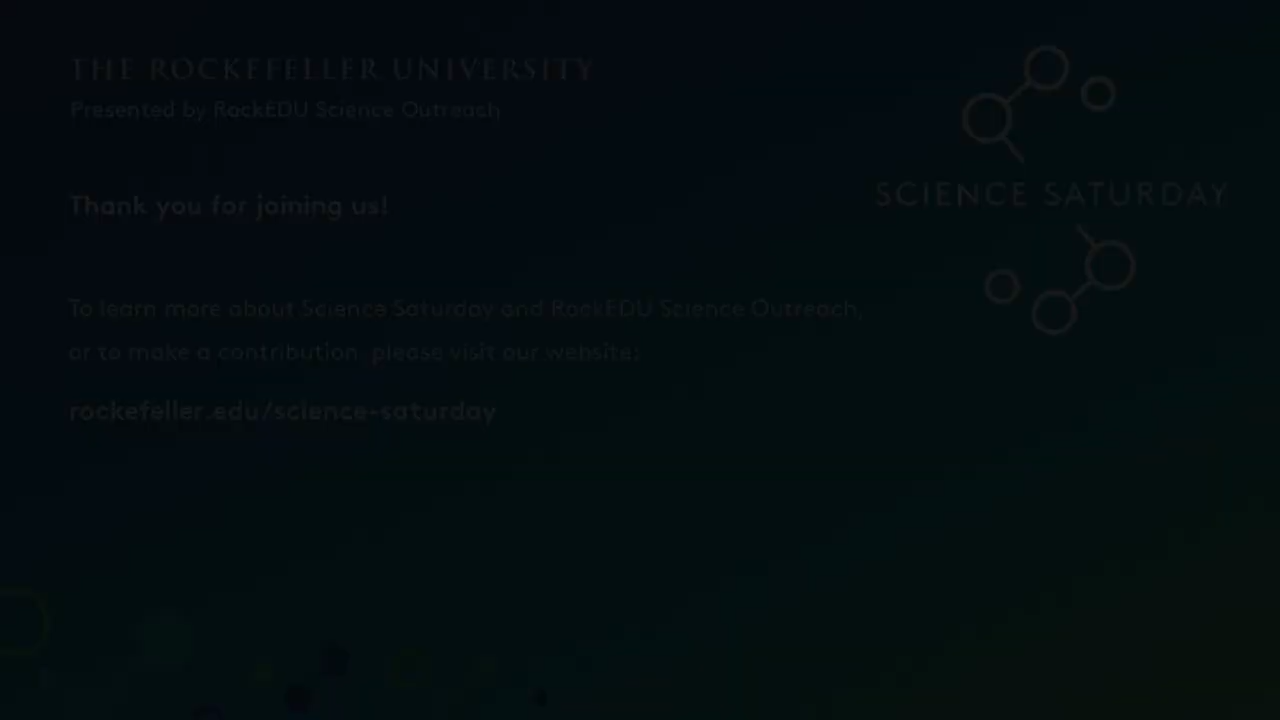 THE ROCKEFELLER UNIVERSITY
Presented by RockEDU Science Outreach
SCIENCE SATURDAY
Thank you for joining us!
To learn more about Science Saturday and RockEDU Science Outreach,
or to make a contribution, please visit our website:
rockefeller.edu/science-saturday